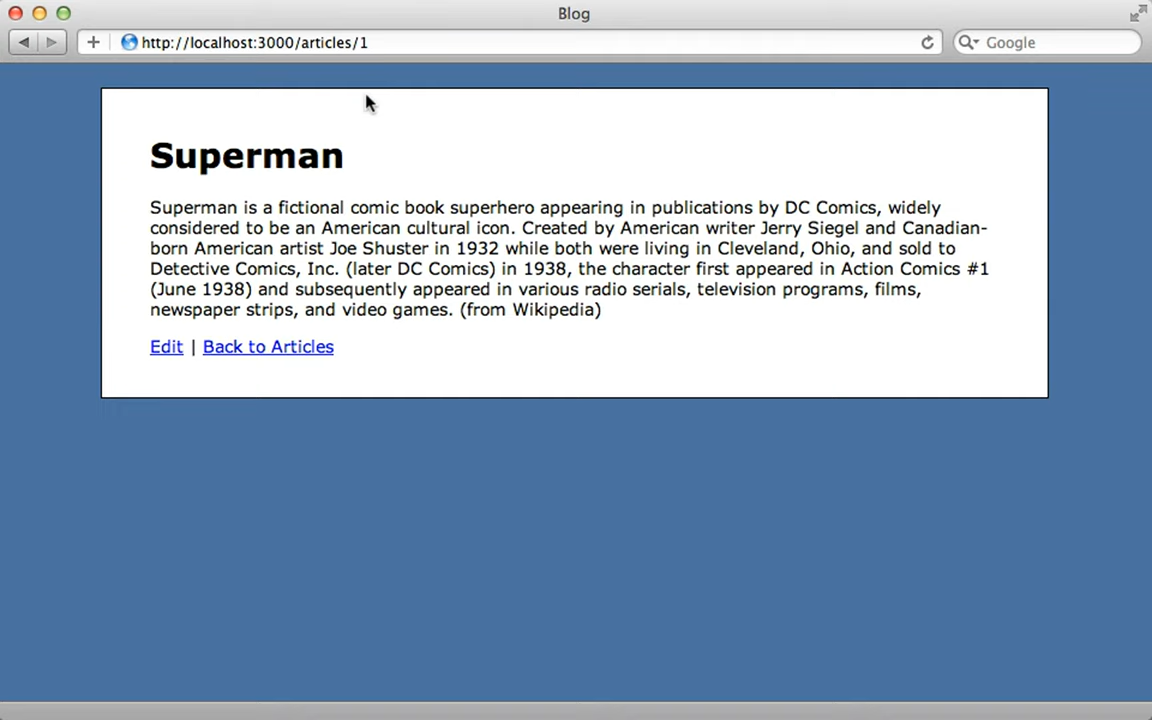 Blog
http://localhost:3000/articles/1
Google
Superman
Superman is a fictional comic book superhero appearing in publications by DC Comics, widely
considered to be an American cultural icon. Created by American writer Jerry Siegel and Canadian-
born American artist Joe Shuster in 1932 while both were living in Cleveland, Ohio, and sold to
Detective Comics, Inc. (later DC Comics) in 1938, the character first appeared in Action Comics #1
(June 1938) and subsequently appeared in various radio serials, television programs, films,
newspaper strips, and video games. (from Wikipedia)
Edit | Back to Articles